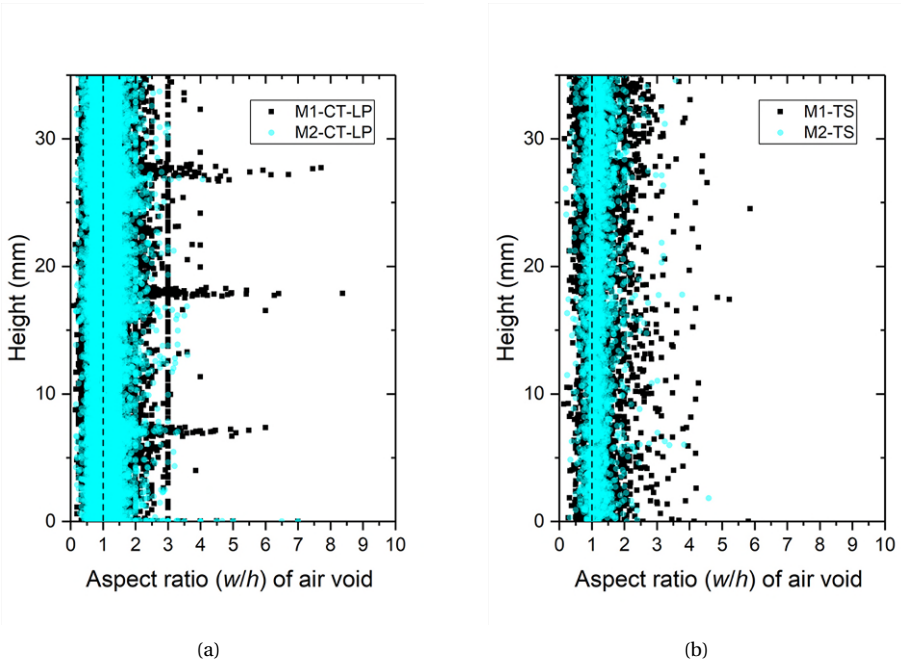 M1-CT-LP
M2-CT-LP
Height (mm)
30
20
10
0
0 1 2 3 4 5 6 7 8 9 10
Aspect ratio (w/h) of air void
(a)
M1-TS
M2-TS
Height (mm)
30
20
10
0
0 1 2 3 4 5 6 7 8 9 10
Aspect ratio (w/h) of air void
(b)